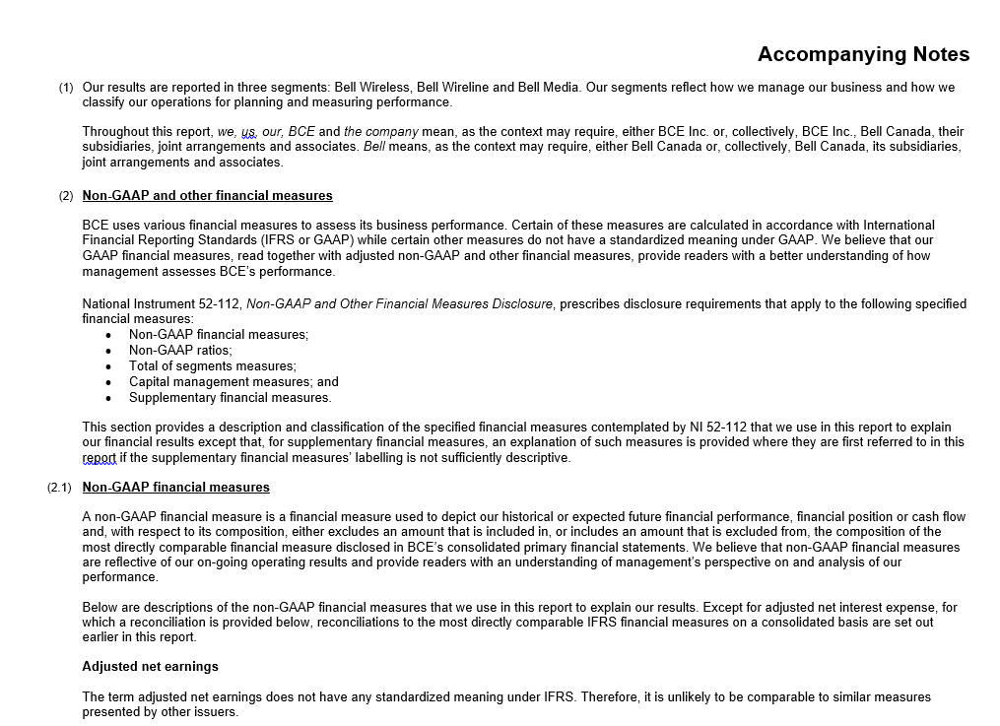 Accompanying Notes
(1) Our results are reported in three segments: Bell Wireless, Bell Wireline and Bell Media. Our segments reflect how we manage our business and how we
classify our operations for planning and measuring performance.
Throughout this report, we, us, our, BCE and the company mean, as the context may require, either BCE Inc. or, collectively, BCE Inc., Bell Canada, their
subsidiaries, joint arrangements and associates. Bell means, as the context may require, either Bell Canada or, collectively, Bell Canada, its subsidiaries,
joint arrangements and associates.
(2) Non-GAAP and other financial measures
BCE uses various financial measures to assess its business performance. Certain of these measures are calculated in accordance with International
Financial Reporting Standards (IFRS or GAAP) while certain other measures do not have a standardized meaning under GAAP. We believe that our
GAAP financial measures, read together with adjusted non-GAAP and other financial measures, provide readers with a better understanding of how
management assesses BCE's performance.
National Instrument 52-112, Non-GAAP and Other Financial Measures Disclosure, prescribes disclosure requirements that apply to the following specified
financial measures:
• Non-GAAP financial measures;
• Non-GAAP ratios;
• Total of segments measures;
• Capital management measures; and
• Supplementary financial measures.
This section provides a description and classification of the specified financial measures contemplated by NI 52-112 that we use in this report to explain
our financial results except that, for supplementary financial measures, an explanation of such measures is provided where they are first referred to in this
report if the supplementary financial measures' labelling is not sufficiently descriptive.
(2.1) Non-GAAP financial measures
A non-GAAP financial measure is a financial measure used to depict our historical or expected future financial performance, financial position or cash flow
and, with respect to its composition, either excludes an amount that is included in, or includes an amount that is excluded from, the composition of the
most directly comparable financial measure disclosed in BCE's consolidated primary financial statements. We believe that non-GAAP financial measures
are reflective of our on-going operating results and provide readers with an understanding of management's perspective on and analysis of our
performance.
Below are descriptions of the non-GAAP financial measures that we use in this report to explain our results. Except for adjusted net interest expense, for
which a reconciliation is provided below, reconciliations to the most directly comparable IFRS financial measures on a consolidated basis are set out
earlier in this report.
Adjusted net earnings
The term adjusted net earnings does not have any standardized meaning under IFRS. Therefore, it is unlikely to be comparable to similar measures
presented by other issuers.